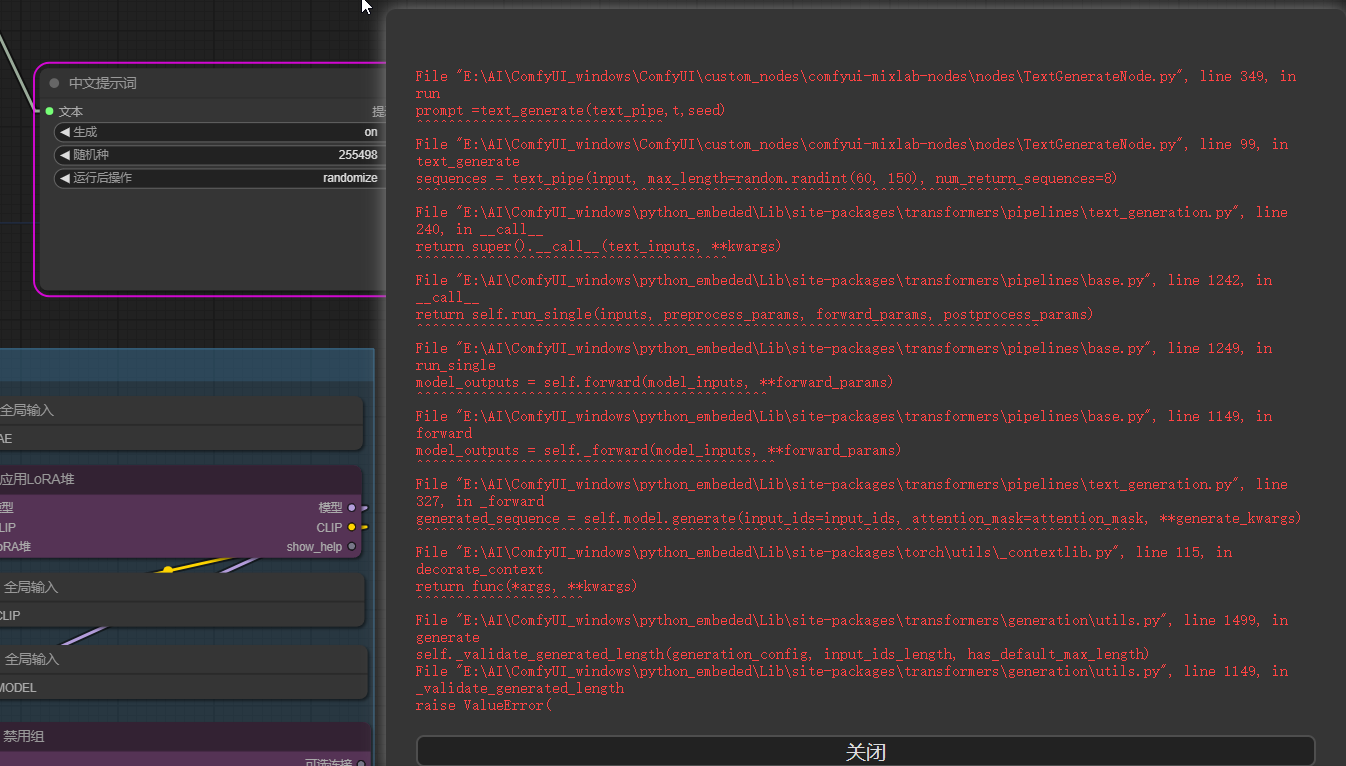 中文提示词
文本
提
◀生成 on
◀随机种 255498
◀运行后操作 randomize
全局输入
AE
应用LoRA堆
型 模型
LIP CLIP
oRA堆 show_help
全局输入
CLIP
全局输入
MODEL
禁用组
可选连接
File "E:\AI\ComfyUI_windows\ComfyUI\custom_nodes\comfyui-mixlab-nodes\nodes\TextGenerateNode.py", line 349, in
run
prompt =text_generate(text_pipe,t,seed)
^^^^^^^^^^^^^^^^^^^^^^^^^^^^^^^
File "E:\AI\ComfyUI_windows\ComfyUI\custom_nodes\comfyui-mixlab-nodes\nodes\TextGenerateNode.py", line 99, in
text_generate
sequences = text_pipe(input, max_length=random.randint(60, 150), num_return_sequences=8)
^^^^^^^^^^^^^^^^^^^^^^^^^^^^^^^^^^^^^^^^^^^^^^^^^^^^^^^^^^^^^^^^^^^^^^^^^^^^
File "E:\AI\ComfyUI_windows\python_embeded\Lib\site-packages\transformers\pipelines\text_generation.py", line
240, in __call__
return super().__call__(text_inputs, **kwargs)
^^^^^^^^^^^^^^^^^^^^^^^^^^^^^^^^^^^^^^^
File "E:\AI\ComfyUI_windows\python_embeded\Lib\site-packages\transformers\pipelines\base.py", line 1242, in
__call__
return self.run_single(inputs, preprocess_params, forward_params, postprocess_params)
^^^^^^^^^^^^^^^^^^^^^^^^^^^^^^^^^^^^^^^^^^^^^^^^^^^^^^^^^^^^^^^^^^^^^^^^^^^^^^
File "E:\AI\ComfyUI_windows\python_embeded\Lib\site-packages\transformers\pipelines\base.py", line 1249, in
run_single
model_outputs = self.forward(model_inputs, **forward_params)
^^^^^^^^^^^^^^^^^^^^^^^^^^^^^^^^^^^^^^^^^^^^
File "E:\AI\ComfyUI_windows\python_embeded\Lib\site-packages\transformers\pipelines\base.py", line 1149, in
forward
model_outputs = self._forward(model_inputs, **forward_params)
^^^^^^^^^^^^^^^^^^^^^^^^^^^^^^^^^^^^^^^^^^^^^
File "E:\AI\ComfyUI_windows\python_embeded\Lib\site-packages\transformers\pipelines\text_generation.py", line
327, in _forward
generated_sequence = self.model.generate(input_ids=input_ids, attention_mask=attention_mask, **generate_kwargs)
^^^^^^^^^^^^^^^^^^^^^^^^^^^^^^^^^^^^^^^^^^^^^^^^^^^^^^^^^^^^^^^^^^^^^^^^^^^^^^^^^^^^^^^^^^
File "E:\AI\ComfyUI_windows\python_embeded\Lib\site-packages\torch\utils\_contextlib.py", line 115, in
decorate_context
return func(*args, **kwargs)
^^^^^^^^^^^^^^^^^^^^^
File "E:\AI\ComfyUI_windows\python_embeded\Lib\site-packages\transformers\generation\utils.py", line 1499, in
generate
self._validate_generated_length(generation_config, input_ids_length, has_default_max_length)
File "E:\AI\ComfyUI_windows\python_embeded\Lib\site-packages\transformers\generation\utils.py", line 1149, in
_validate_generated_length
raise ValueError(
关闭